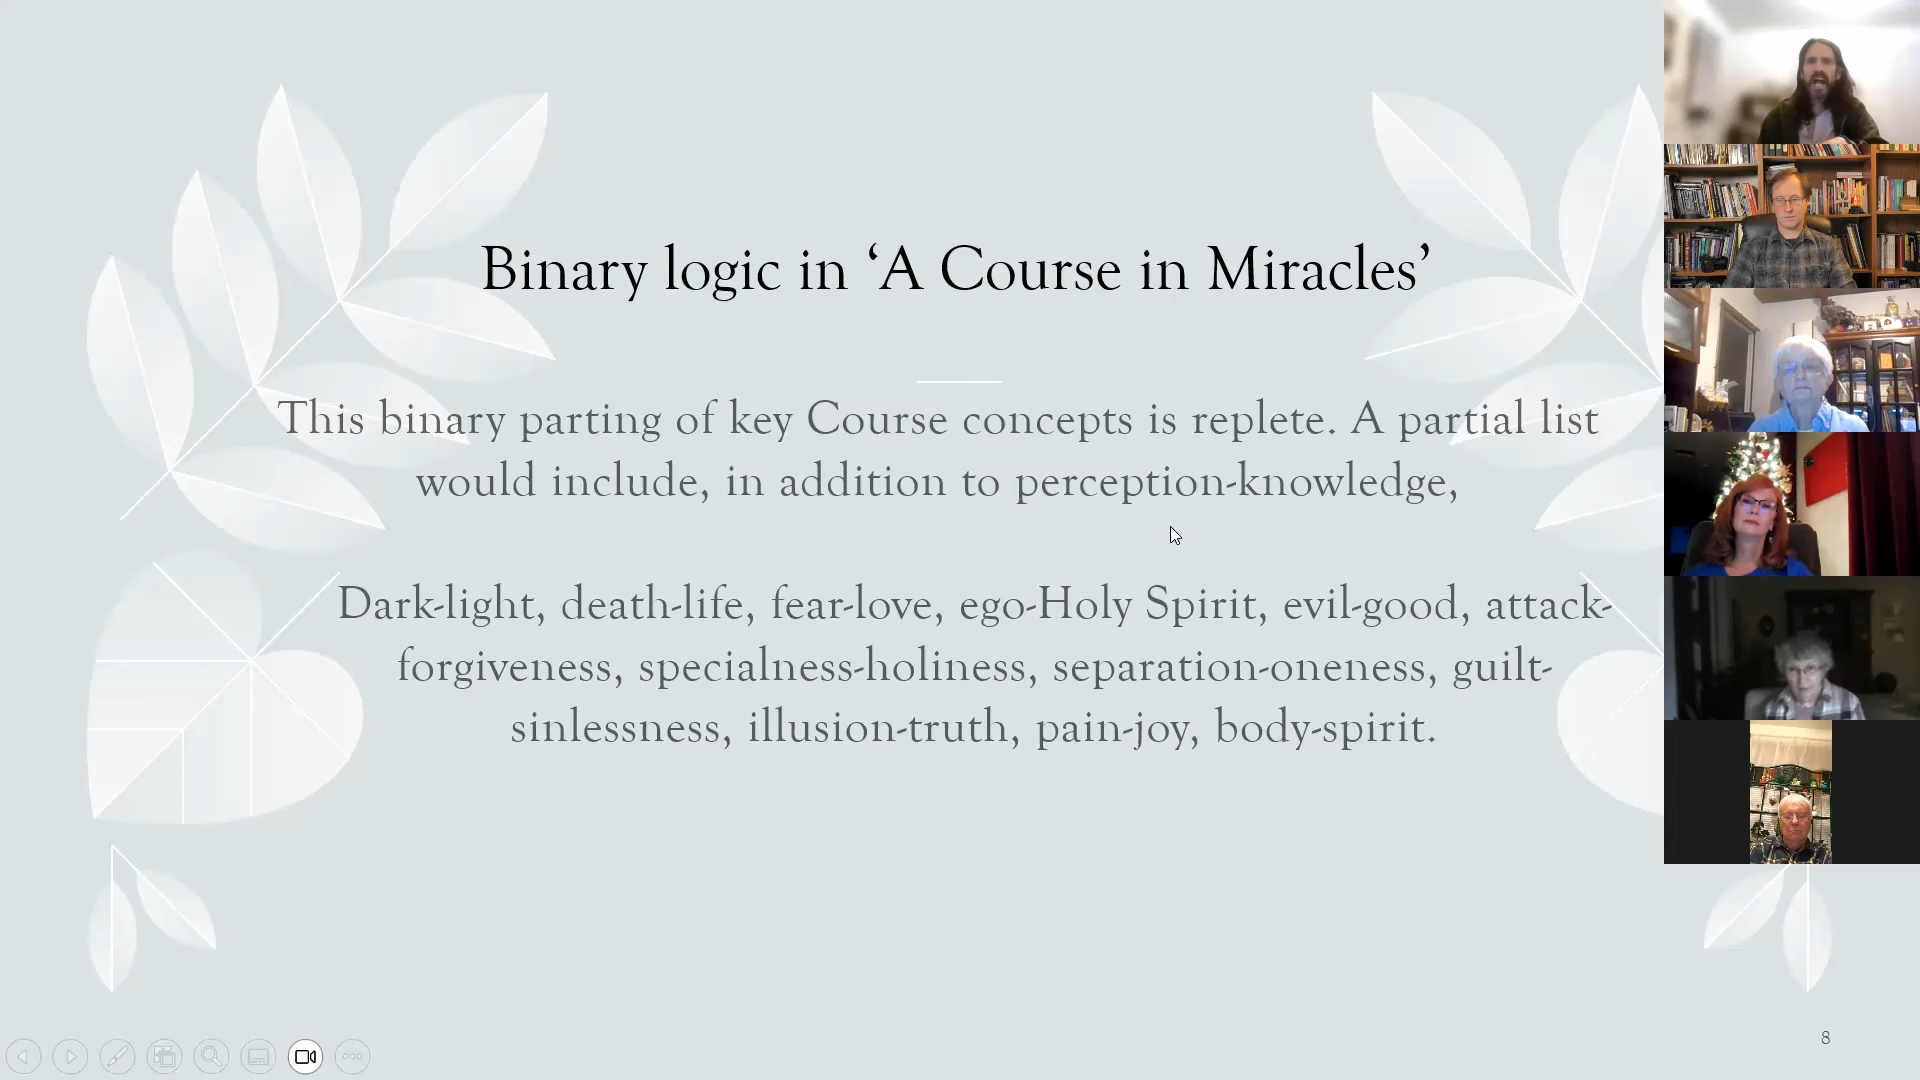 Binary logic in ‘A Course in Miracles’
This binary parting of key Course concepts is replete. A partial list
would include, in addition to perception-knowledge,
Dark-light, death-life, fear-love, ego-Holy Spirit, evil-good, attack-
forgiveness, specialness-holiness, separation-oneness, guilt-
sinlessness, illusion-truth, pain-joy, body-spirit.
8